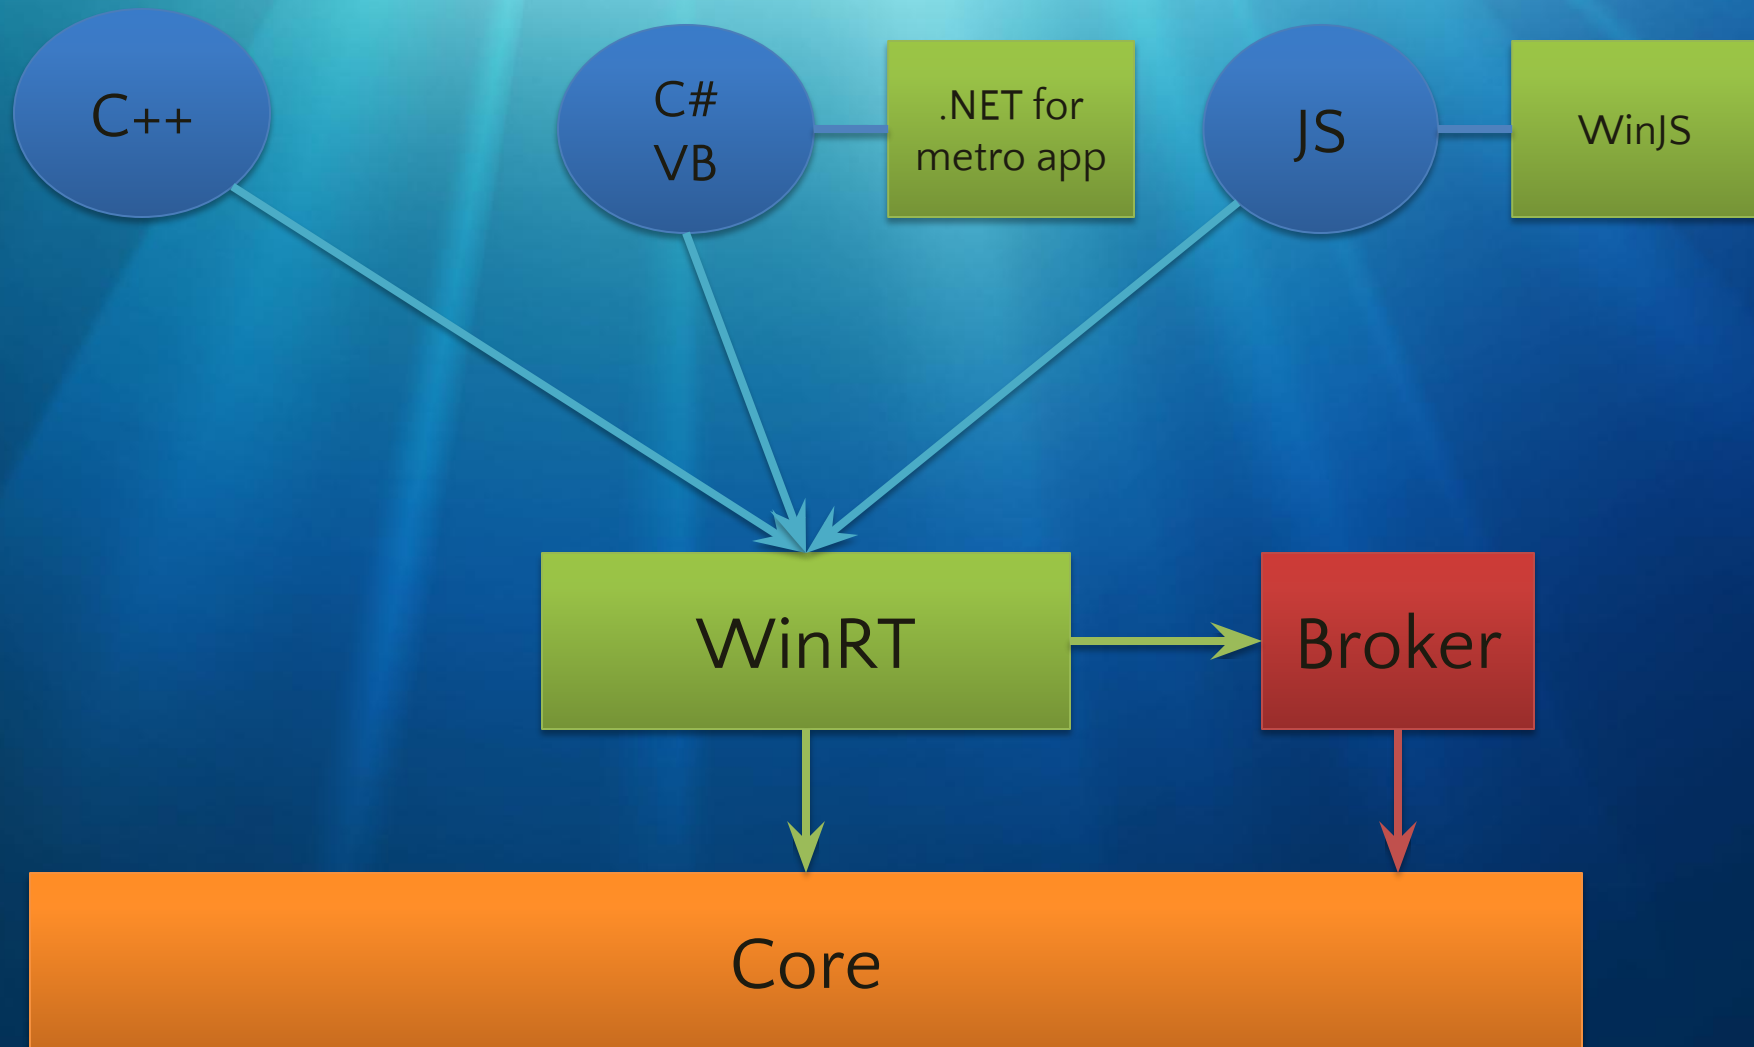 C++
C#
VB
.NET for
metro app
JS
WinJS
WinRT
Broker
Core